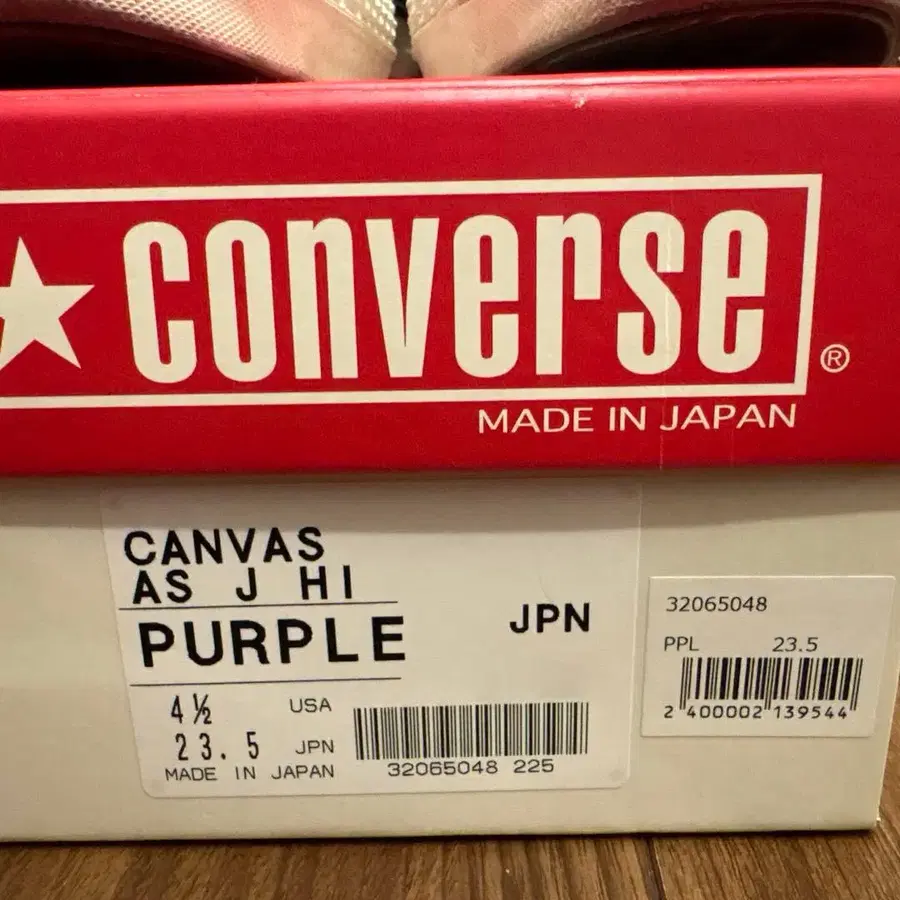 converse
®
MADE IN JAPAN
CANVAS
AS J HI
PURPLE
JPN
4½ USA
23.5 JPN
MADE IN JAPAN
32065048 225
32065048
PPL 23.5
2 400002 139544